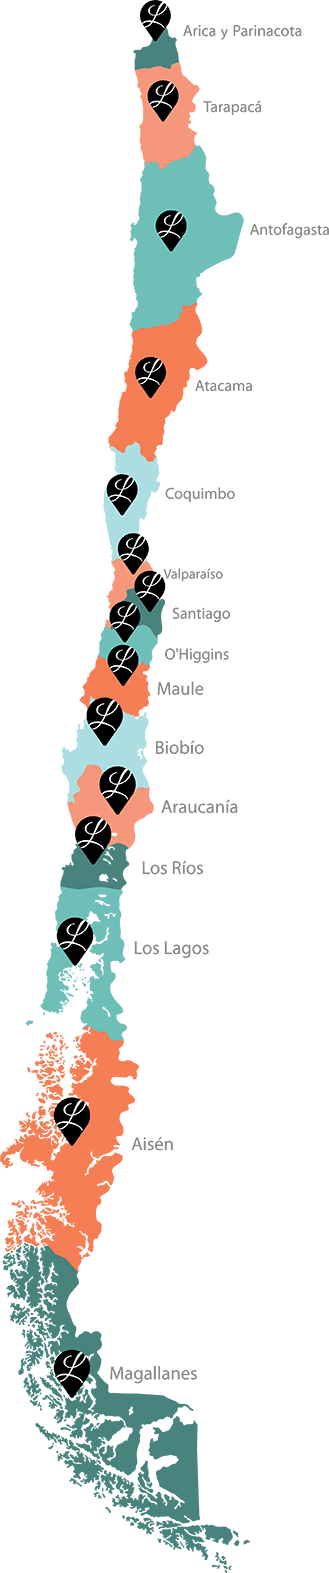 Arica y Parinacota
Tarapacá
Antofagasta
Atacama
Coquimbo
Valparaíso
Santiago
O'Higgins
Maule
Biobío
Araucanía
Los Ríos
Los Lagos
Aisén
Magallanes